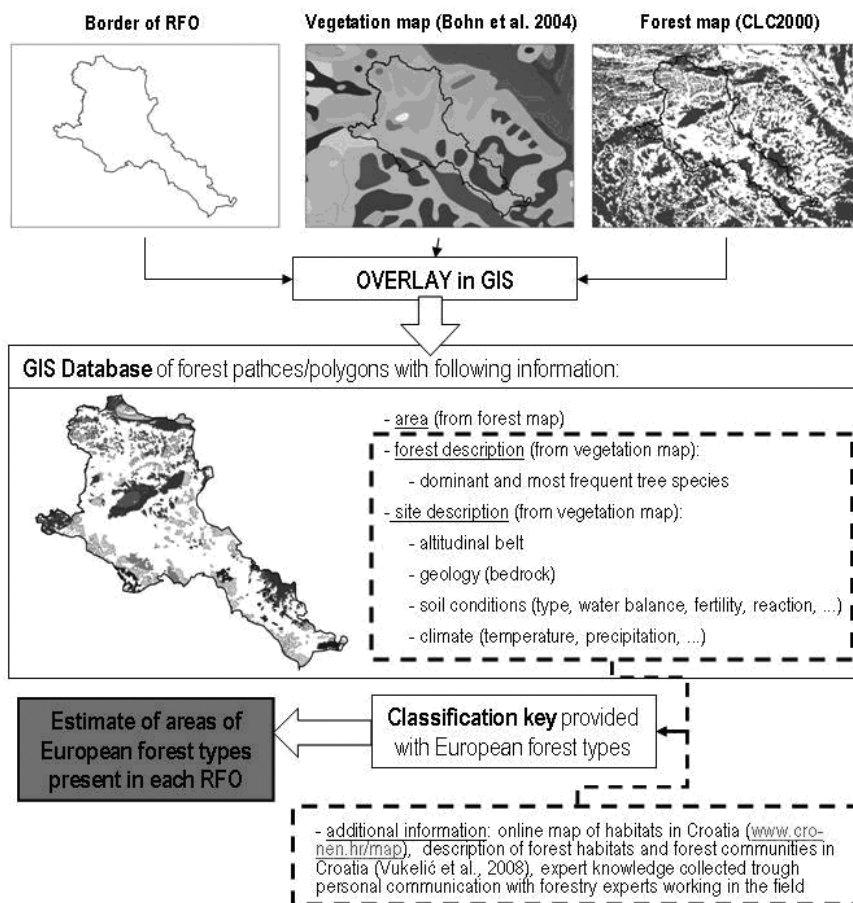 Border of RFO
Vegetation map (Bohn et al. 2004)
Forest map (CLC2000)
OVERLAY in GIS
GIS Database of forest pathces/polygons with following information:
- area (from forest map)
- forest description (from vegetation map):
- dominant and most frequent tree species
- site description (from vegetation map):
- altitudinal belt
- geology (bedrock)
- soil conditions (type, water balance, fertility, reaction, ...)
- climate (temperature, precipitation, ...)
Estimate of areas of
European forest types
present in each RFO
Classification key provided
with European forest types
- additional information: online map of habitats in Croatia (www.cro-
nen.hr/map), description of forest habitats and forest communities in
Croatia (Vukelić et al., 2008), expert knowledge collected trough
personal communication with forestry experts working in the field